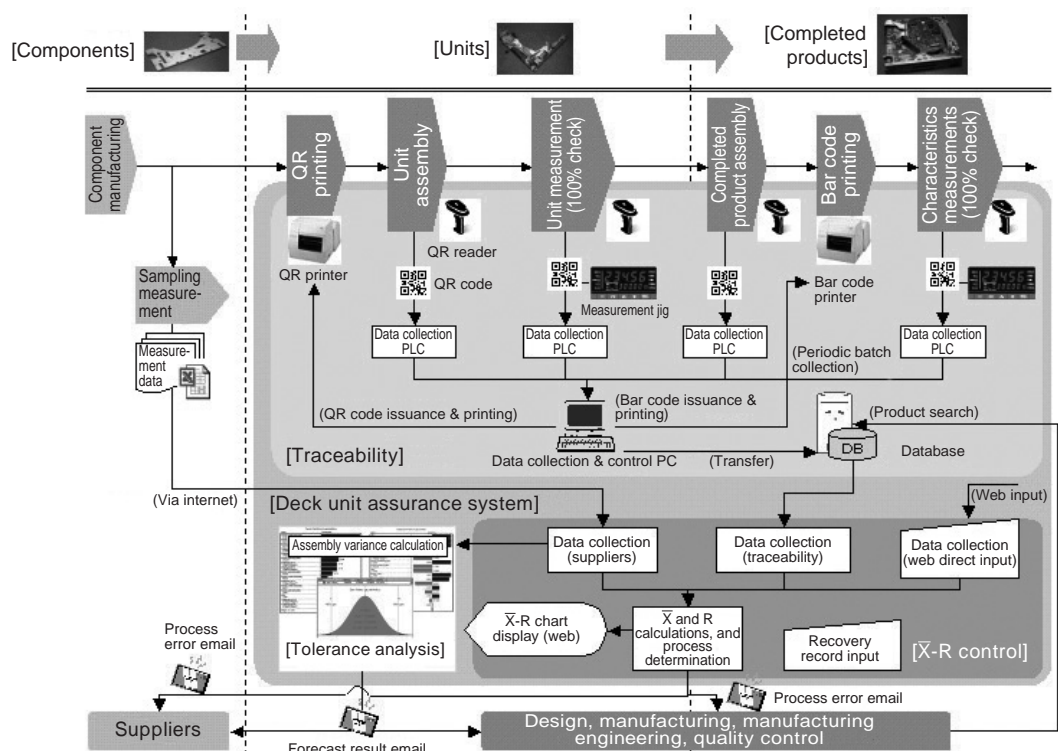 [Components]
[Units]
[Completed
products]
Component
manufacturing
QR
printing
Unit
assembly
Unit measurement
(100% check)
Completed
product assembly
Bar code
printing
Characteristics
measurements
(100% check)
QR printer
QR reader
QR code
Measurement jig
Bar code
printer
Sampling
measure-
ment
Measure-
ment
data
Data collection
PLC
Data collection
PLC
Data collection
PLC
Data collection
PLC
(Periodic batch
collection)
(QR code issuance & printing)
(Bar code issuance &
printing)
(Product search)
[Traceability]
Data collection & control PC
(Transfer)
DB
Database
(Via internet)
[Deck unit assurance system]
(Web input)
Assembly variance calculation
Data collection
(suppliers)
Data collection
(traceability)
Data collection
(web direct input)
X̅-R chart
display (web)
X̅ and R
calculations, and
process
determination
Recovery
record input
[Tolerance analysis]
[X̅-R control]
Process
error email
Process error email
Suppliers
Forecast result email
Design, manufacturing, manufacturing
engineering, quality control